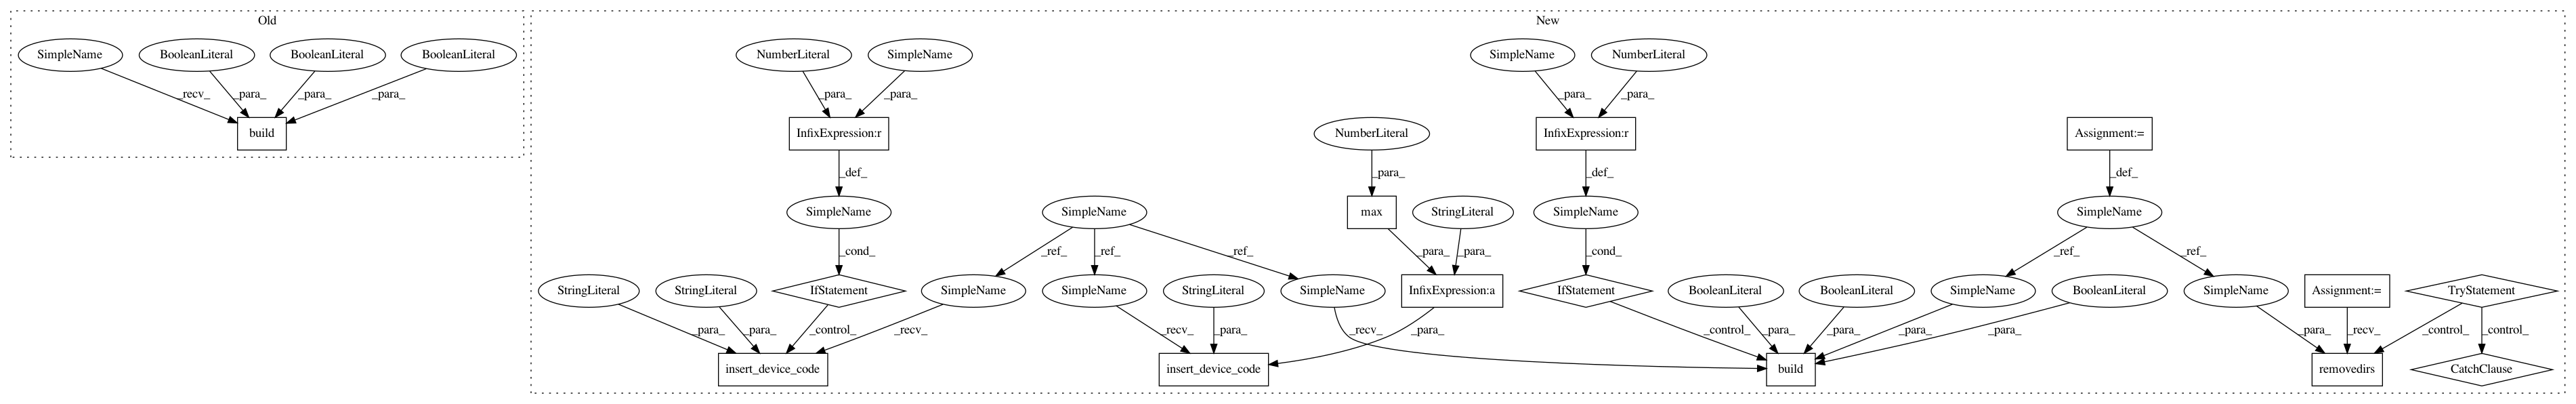 Old
New
SimpleName
BooleanLiteral
BooleanLiteral
BooleanLiteral
NumberLiteral
SimpleName
SimpleName
NumberLiteral
_recv_
_para_
_para_
_para_
_para_
_para_
_para_
_para_
build
InfixExpression:r
NumberLiteral
InfixExpression:r
Assignment:=
_def_
_para_
_def_
_def_
SimpleName
SimpleName
max
StringLiteral
SimpleName
SimpleName
_cond_
_ref_
_ref_
_ref_
_para_
_para_
_cond_
_ref_
_ref_
StringLiteral
StringLiteral
IfStatement
SimpleName
SimpleName
StringLiteral
SimpleName
InfixExpression:a
IfStatement
BooleanLiteral
BooleanLiteral
SimpleName
BooleanLiteral
SimpleName
Assignment:=
TryStatement
_para_
_para_
_control_
_recv_
_recv_
_para_
_recv_
_para_
_control_
_para_
_para_
_para_
_para_
_para_
_recv_
_control_
_control_
insert_device_code
insert_device_code
build
removedirs
CatchClause